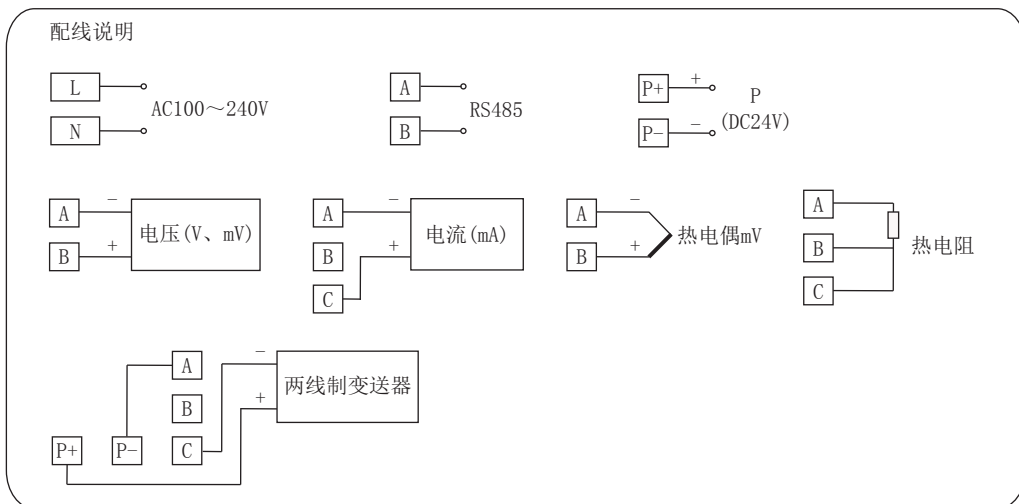 配线说明
L
N
AC100～240V
A
B
RS485
P+
P-
+
−
P
(DC24V)
A
B
−
+
电压(V、mV)
A
B
C
−
+
电流(mA)
A
B
−
+
热电偶mV
A
B
C
热电阻
A
B
C
P+
P-
−
+
两线制变送器